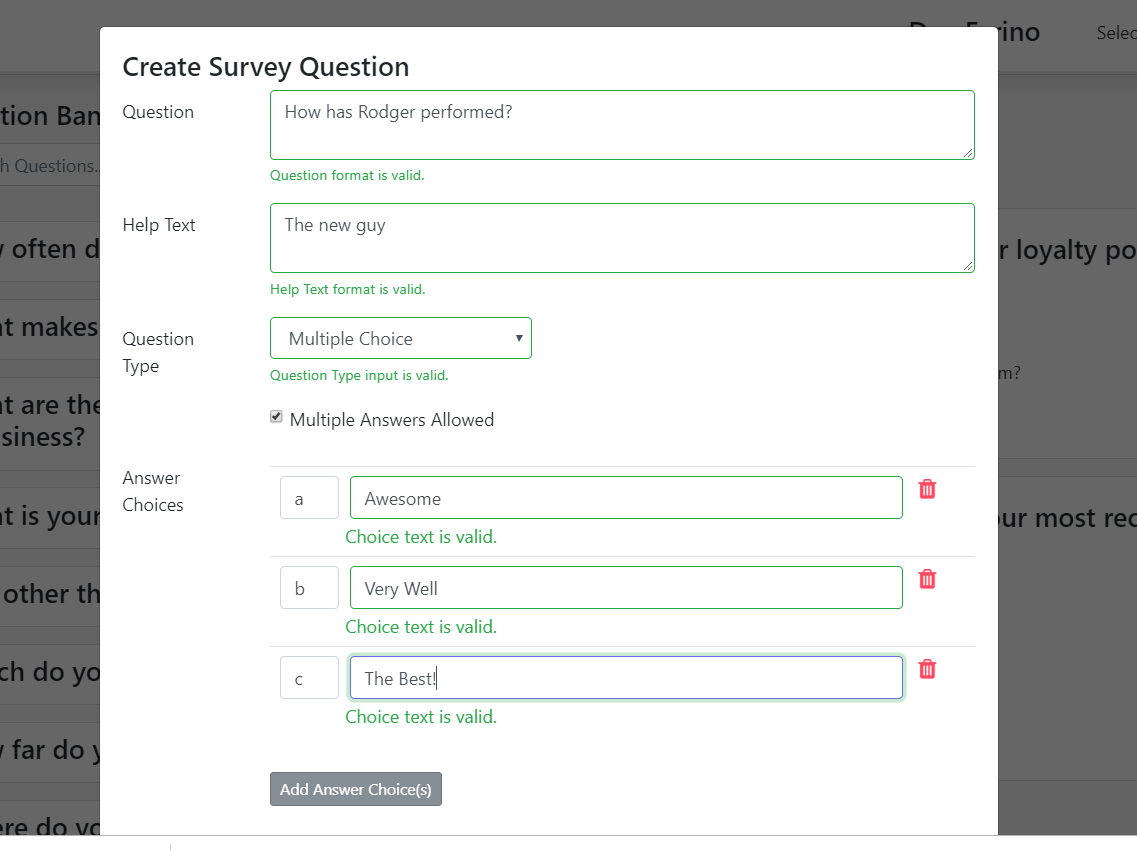 Selec
Create Survey Question
tion Ban
Question
How has Rodger performed?
h Questions..
Question format is valid.
Help Text
The new guy
often d
r loyalty po
Help Text format is valid.
at makes
Question
Type
Multiple Choice
m?
Question Type input is valid.
at are the
siness?
Multiple Answers Allowed
Answer
Choices
a
Awesome
at is your
ur most rec
Choice text is valid.
b
Very Well
other th
Choice text is valid.
ch do yo
c
The Best!
Choice text is valid.
far do y
Add Answer Choice(s)
ere do yo